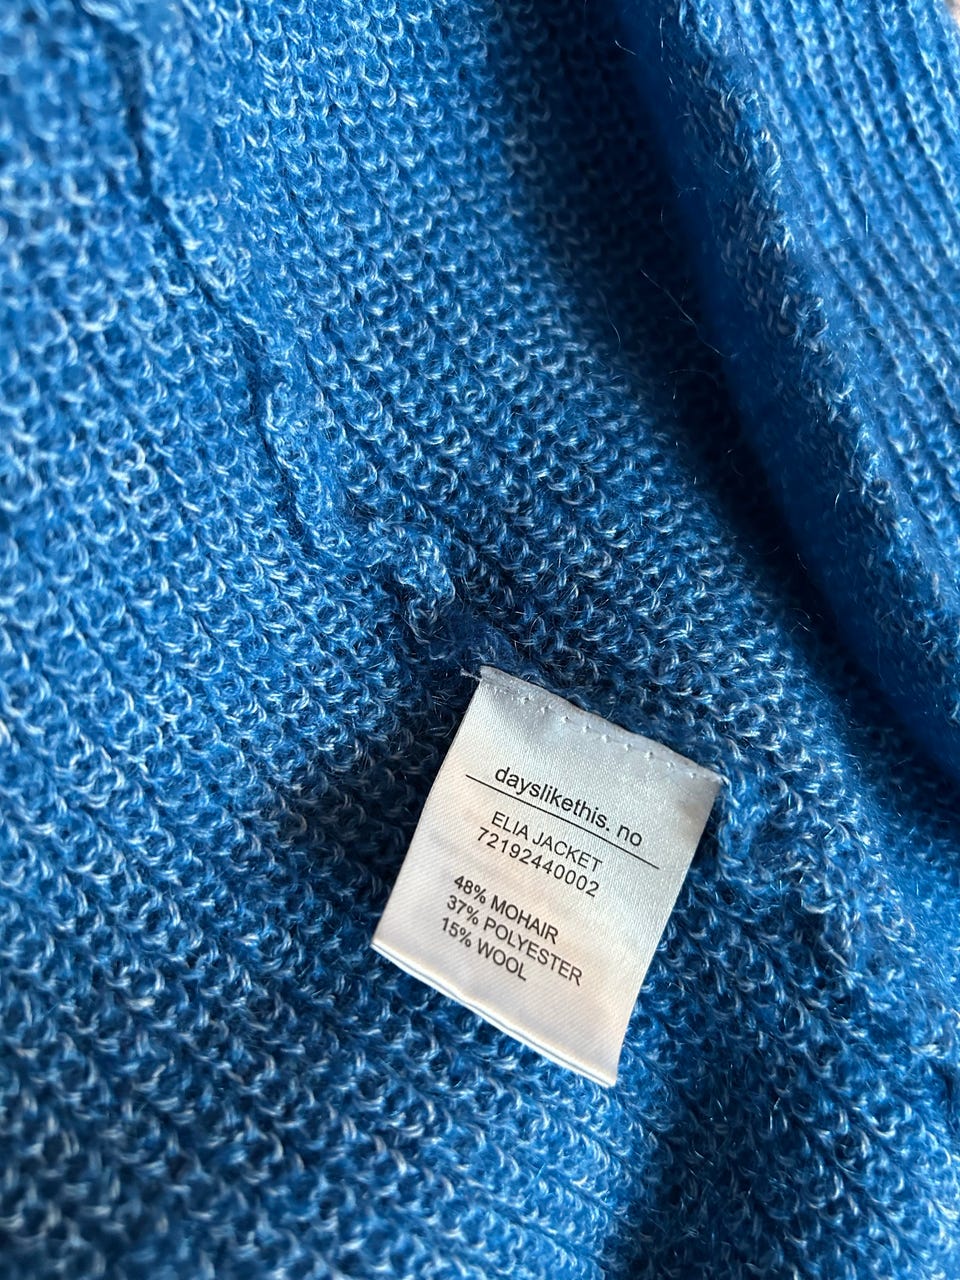 dayslikethis. no
ELIA JACKET
72192440002
48% MOHAIR
37% POLYESTER
15% WOOL